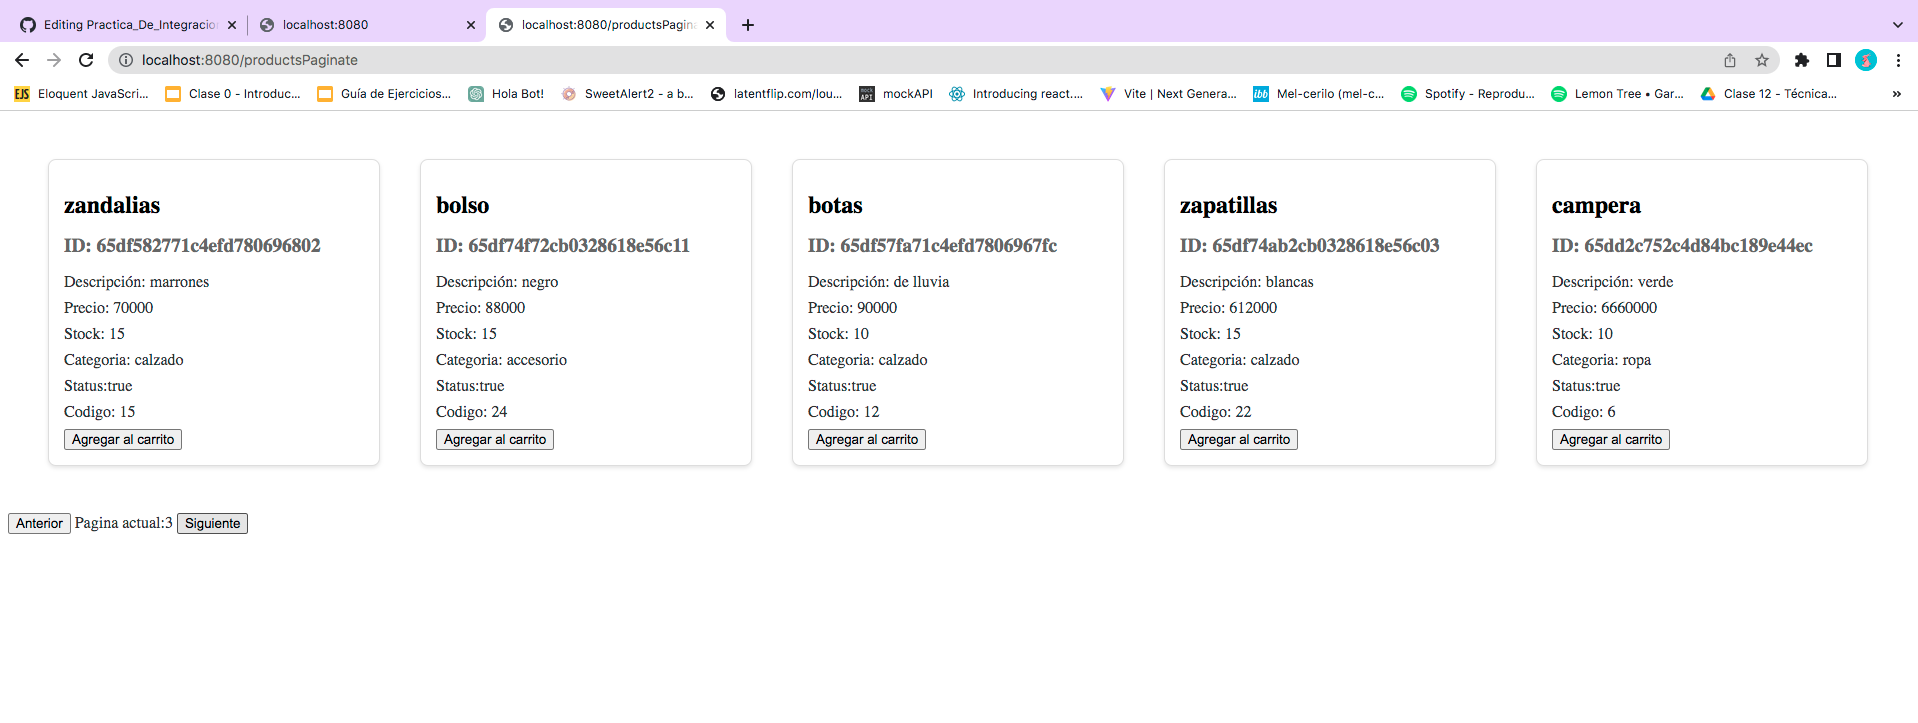 Editing Practica_De_Integracio
localhost:8080
localhost:8080/productsPagin
localhost:8080/productsPaginate
EJS Eloquent JavaScri...
Clase 0 - Introduc...
Guía de Ejercicios...
Hola Bot!
SweetAlert2 - a b...
latentflip.com/lou...
mock API mockAPI
Introducing react....
Vite | Next Genera...
ibb Mel-cerilo (mel-c...
Spotify - Reprodu...
Lemon Tree • Gar...
Clase 12 - Técnica...
»
zandalias
ID: 65df582771c4efd780696802
Descripción: marrones
Precio: 70000
Stock: 15
Categoria: calzado
Status:true
Codigo: 15
Agregar al carrito
bolso
ID: 65df74f72cb0328618e56c11
Descripción: negro
Precio: 88000
Stock: 15
Categoria: accesorio
Status:true
Codigo: 24
Agregar al carrito
botas
ID: 65df57fa71c4efd7806967fc
Descripción: de lluvia
Precio: 90000
Stock: 10
Categoria: calzado
Status:true
Codigo: 12
Agregar al carrito
zapatillas
ID: 65df74ab2cb0328618e56c03
Descripción: blancas
Precio: 612000
Stock: 15
Categoria: calzado
Status:true
Codigo: 22
Agregar al carrito
campera
ID: 65dd2c752c4d84bc189e44ec
Descripción: verde
Precio: 6660000
Stock: 10
Categoria: ropa
Status:true
Codigo: 6
Agregar al carrito
Anterior Pagina actual:3 Siguiente